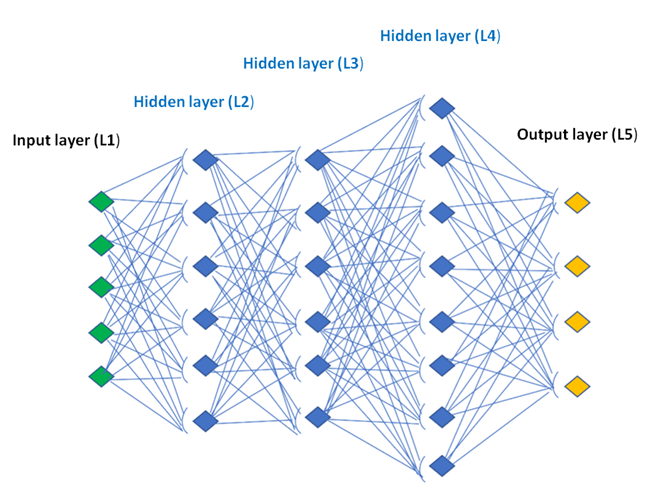 Hidden layer (L4)
Hidden layer (L3)
Hidden layer (L2)
Output layer (L5)
Input layer (L1)